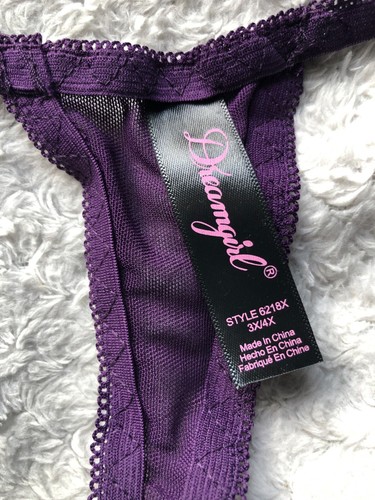 Dreamgirl®
STYLE 6218X
3X/4X
Made In China
Hecho En China
Fabriqué En Chine